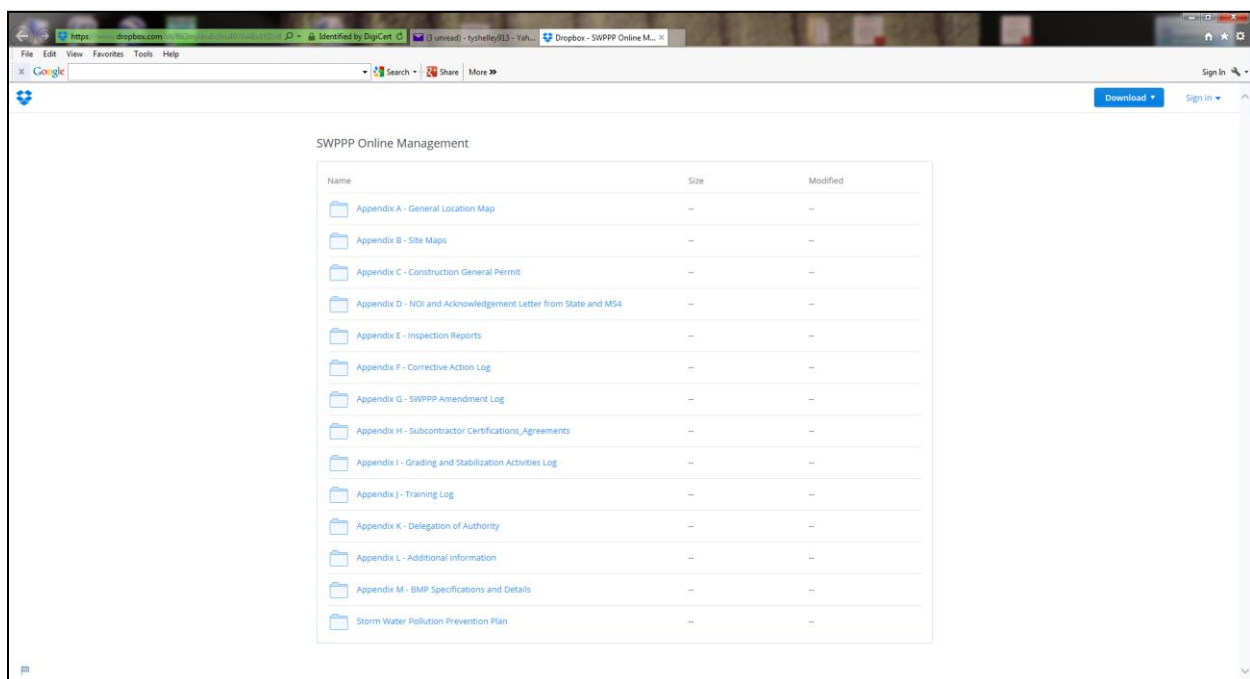 https://www.dropbox.com/sh/ Identified by DigiCert (3 unread) - tyshelley913 - Yah... Dropbox - SWPPP Online M...
File Edit View Favorites Tools Help
x Google Search Share More Sign In
Download Sign in
SWPPP Online Management
Name Size Modified
Appendix A - General Location Map -- --
Appendix B - Site Maps -- --
Appendix C - Construction General Permit -- --
Appendix D - NOI and Acknowledgement Letter from State and MS4 -- --
Appendix E - Inspection Reports -- --
Appendix F - Corrective Action Log -- --
Appendix G - SWPPP Amendment Log -- --
Appendix H - Subcontractor Certifications_Agreements -- --
Appendix I - Grading and Stabilization Activities Log -- --
Appendix J - Training Log -- --
Appendix K - Delegation of Authority -- --
Appendix L - Additional Information -- --
Appendix M - BMP Specifications and Details -- --
Storm Water Pollution Prevention Plan -- --